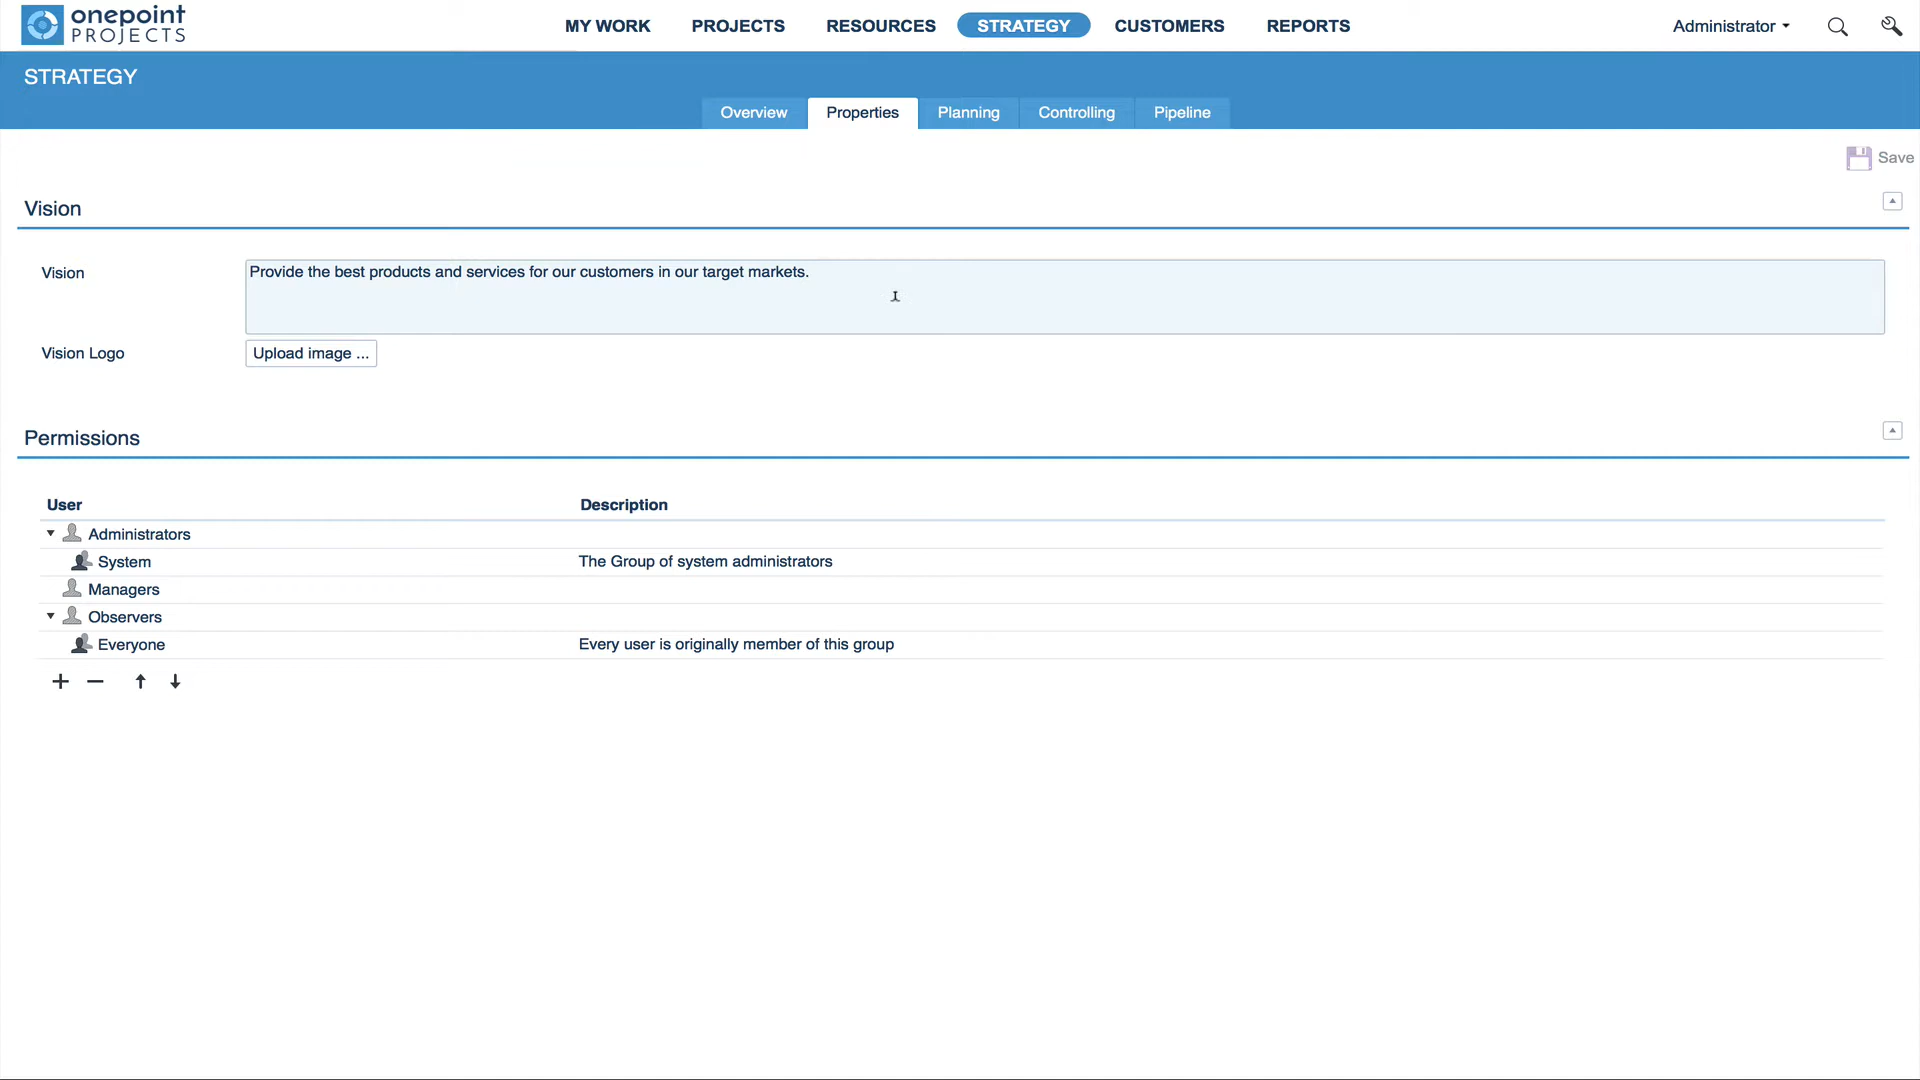 onepoint
PROJECTS
MY WORK PROJECTS RESOURCES STRATEGY CUSTOMERS REPORTS
Administrator
STRATEGY
Overview Properties Planning Controlling Pipeline
Save
Vision
Vision Provide the best products and services for our customers in our target markets.
Vision Logo Upload image ...
Permissions
User Description
Administrators
System The Group of system administrators
Managers
Observers
Everyone Every user is originally member of this group